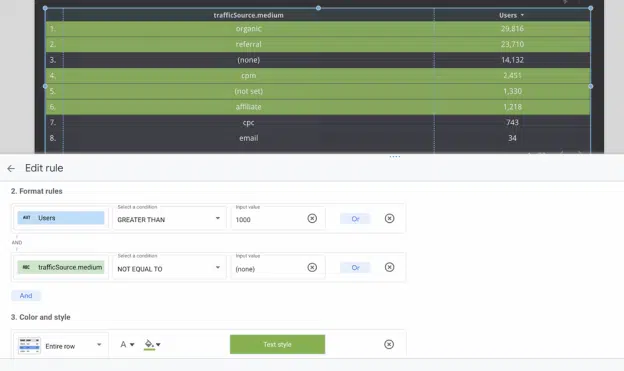 trafficSource.medium Users
1. organic 29,816
2. referral 23,710
3. (none) 14,132
4. cpm 2,451
5. (not set) 1,330
6. affiliate 1,218
7. cpc 743
8. email 34
Edit rule
2. Format rules
Select a condition Input value
AUT Users GREATER THAN 1000 Or
AND
Select a condition Input value
RBC trafficSource.medium NOT EQUAL TO (none) Or
And
3. Color and style
Entire row A Text style